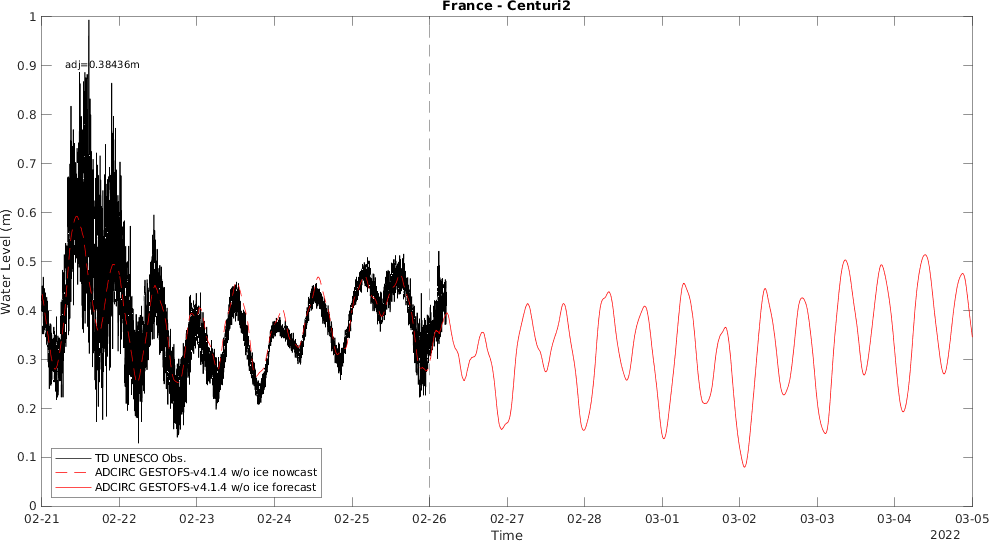 France - Centuri2
adj=0.38436m
Water Level (m)
1
0.9
0.8
0.7
0.6
0.5
0.4
0.3
0.2
0.1
0
TD UNESCO Obs.
ADCIRC GESTOFS-v4.1.4 w/o ice nowcast
ADCIRC GESTOFS-v4.1.4 w/o ice forecast
02-21 02-22 02-23 02-24 02-25 02-26 02-27 02-28 03-01 03-02 03-03 03-04 03-05
Time
2022